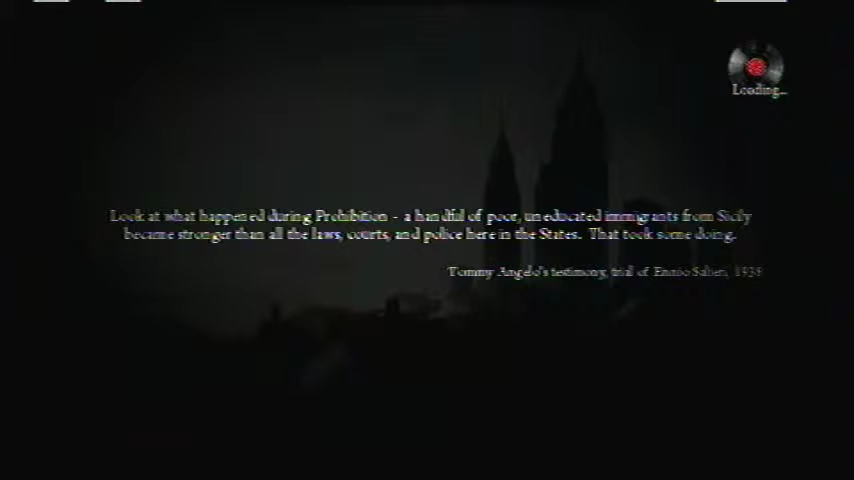 Loading...
Look at what happened during Prohibition - a handful of poor, uneducated immigrants from Sicily
became stronger than all the laws, courts, and police here in the States. That took some doing.
Tommy Angelo's testimony, trial of Ennio Salieri, 1938